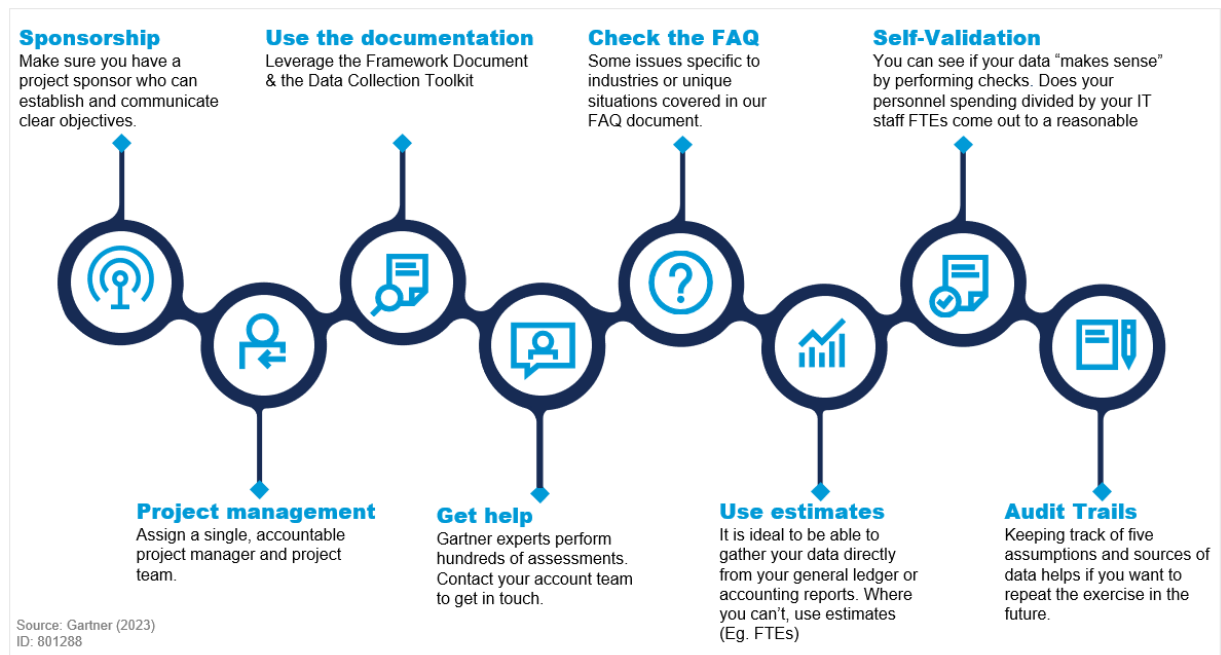 Sponsorship
Make sure you have a
project sponsor who can
establish and communicate
clear objectives.
Project management
Assign a single, accountable
project manager and project
team.
Use the documentation
Leverage the Framework Document
& the Data Collection Toolkit
Get help
Gartner experts perform
hundreds of assessments.
Contact your account team
to get in touch.
Check the FAQ
Some issues specific to
industries or unique
situations covered in our
FAQ document.
?
Use estimates
It is ideal to be able to
gather your data directly
from your general ledger or
accounting reports. Where
you can’t, use estimates
(Eg. FTEs)
Self-Validation
You can see if your data “makes sense”
by performing checks. Does your
personnel spending divided by your IT
staff FTEs come out to a reasonable
Audit Trails
Keeping track of five
assumptions and sources of
data helps if you want to
repeat the exercise in the
future.
Source: Gartner (2023)
ID: 801288